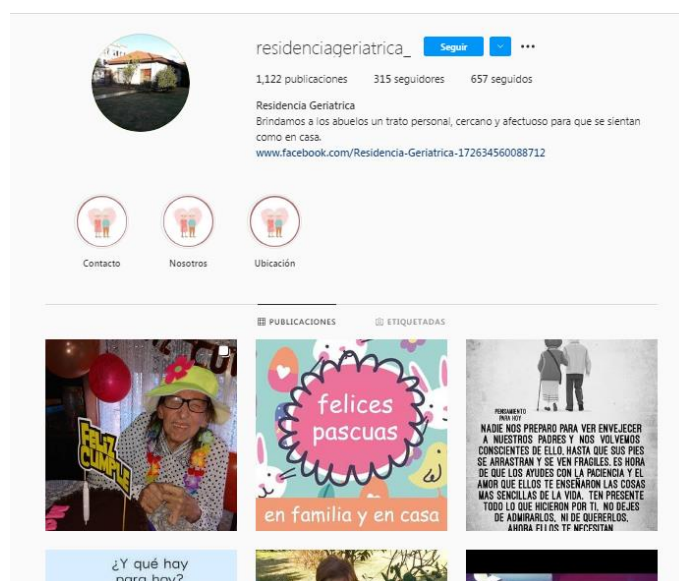 residenciageriatrica_ Seguir
1,122 publicaciones 315 seguidores 657 seguidos
Residencia Geriatrica
Brindamos a los abuelos un trato personal, cercano y afectuoso para que se sientan
como en casa.
www.facebook.com/Residencia-Geriatrica-172634560088712
Contacto Nosotros Ubicación
PUBLICACIONES ETIQUETADAS
FELIZ
CUMPLE
felices
pascuas
en familia y en casa
PENSAMIENTO
PARA HOY
NADIE NOS PREPARO PARA VER ENVEJECER
A NUESTROS PADRES Y NOS VOLVEMOS
CONSCIENTES DE ELLO, HASTA QUE SUS PIES
SE ARRASTRAN Y SE VEN FRAGILES. ES HORA
DE QUE LOS AYUDES CON LA PACIENCIA Y EL
AMOR QUE ELLOS TE ENSEÑARON LAS COSAS
MAS SENCILLAS DE LA VIDA. TEN PRESENTE
TODO LO QUE HICIERON POR TI, NO DEJES
DE ADMIRARLOS, NI DE QUERERLOS,
AHORA ELLOS TE NECESITAN
¿Y qué hay
para hoy?